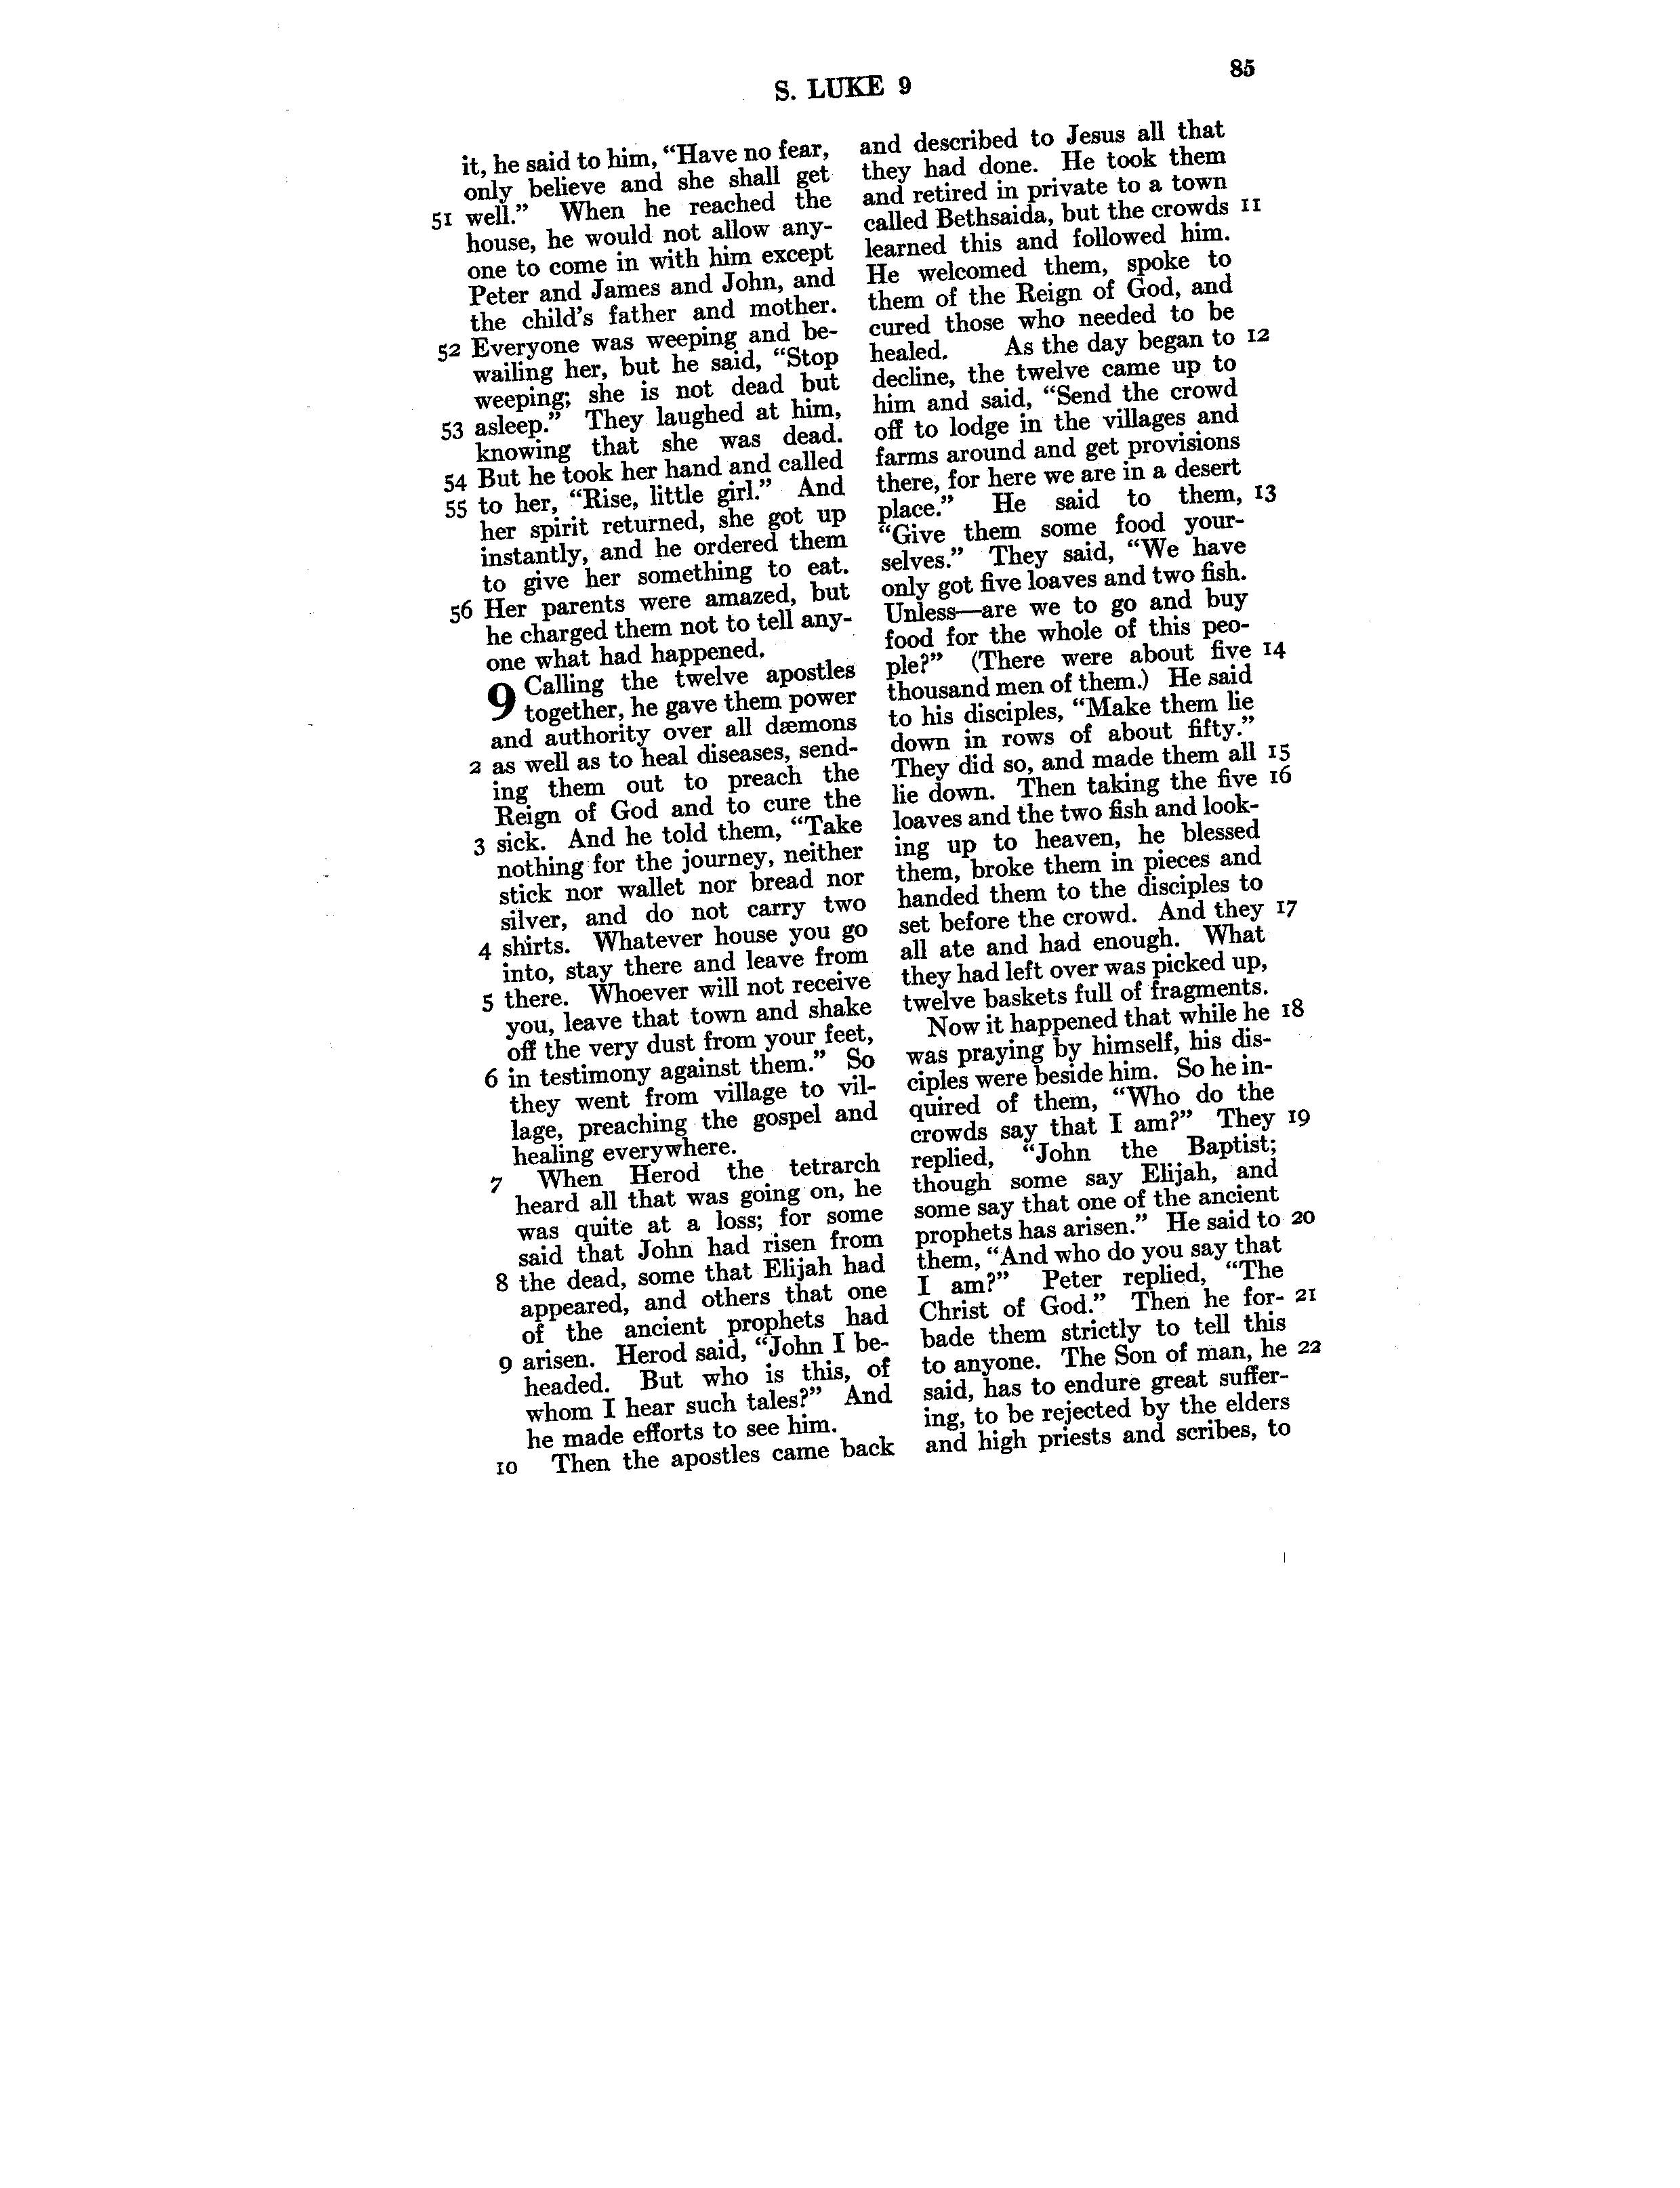 S. LUKE 9
85
it, he said to him, “Have no fear,
only believe and she shall get
51 well.” When he reached the
house, he would not allow any-
one to come in with him except
Peter and James and John, and
the child’s father and mother.
52 Everyone was weeping and be-
wailing her, but he said, “Stop
weeping; she is not dead but
53 asleep.” They laughed at him,
knowing that she was dead.
54 But he took her hand and called
55 to her, “Rise, little girl.” And
her spirit returned, she got up
instantly, and he ordered them
to give her something to eat.
56 Her parents were amazed, but
he charged them not to tell any-
one what had happened.
9 Calling the twelve apostles
together, he gave them power
and authority over all dæmons
2 as well as to heal diseases, send-
ing them out to preach the
Reign of God and to cure the
3 sick. And he told them, “Take
nothing for the journey, neither
stick nor wallet nor bread nor
silver, and do not carry two
4 shirts. Whatever house you go
into, stay there and leave from
5 there. Whoever will not receive
you, leave that town and shake
off the very dust from your feet,
6 in testimony against them.” So
they went from village to vil-
lage, preaching the gospel and
healing everywhere.
7 When Herod the tetrarch
heard all that was going on, he
was quite at a loss; for some
said that John had risen from
8 the dead, some that Elijah had
appeared, and others that one
of the ancient prophets had
9 arisen. Herod said, “John I be-
headed. But who is this, of
whom I hear such tales?” And
he made efforts to see him.
10 Then the apostles came back
and described to Jesus all that
they had done. He took them
and retired in private to a town
called Bethsaida, but the crowds 11
learned this and followed him.
He welcomed them, spoke to
them of the Reign of God, and
cured those who needed to be
healed. As the day began to 12
decline, the twelve came up to
him and said, “Send the crowd
off to lodge in the villages and
farms around and get provisions
there, for here we are in a desert
place.” He said to them, 13
“Give them some food your-
selves.” They said, “We have
only got five loaves and two fish.
Unless—are we to go and buy
food for the whole of this peo-
ple?” (There were about five 14
thousand men of them.) He said
to his disciples, “Make them lie
down in rows of about fifty.”
They did so, and made them all 15
lie down. Then taking the five 16
loaves and the two fish and look-
ing up to heaven, he blessed
them, broke them in pieces and
handed them to the disciples to
set before the crowd. And they 17
all ate and had enough. What
they had left over was picked up,
twelve baskets full of fragments.
Now it happened that while he 18
was praying by himself, his dis-
ciples were beside him. So he in-
quired of them, “Who do the
crowds say that I am?” They 19
replied, “John the Baptist;
though some say Elijah, and
some say that one of the ancient
prophets has arisen.” He said to 20
them, “And who do you say that
I am?” Peter replied, “The
Christ of God.” Then he for- 21
bade them strictly to tell this
to anyone. The Son of man, he 22
said, has to endure great suffer-
ing, to be rejected by the elders
and high priests and scribes, to